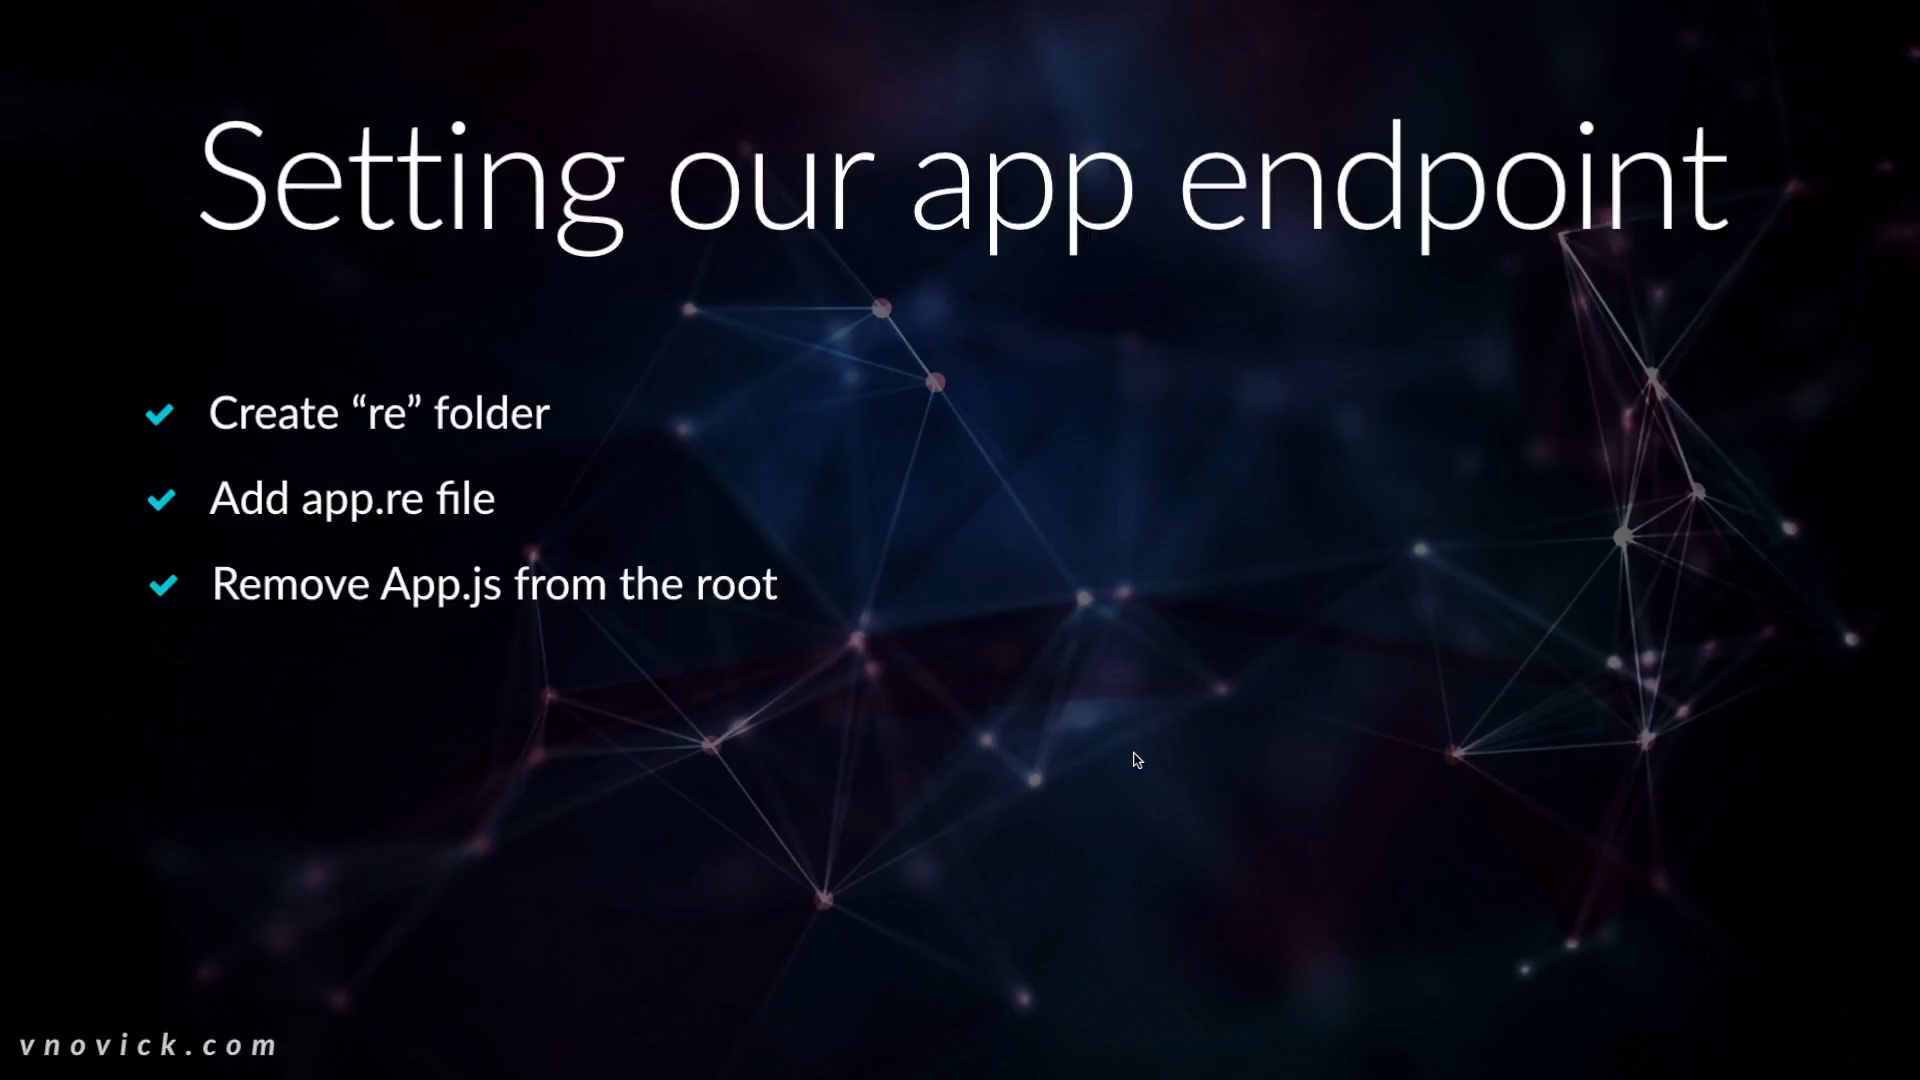 Setting our app endpoint
Create “re” folder
Add app.re file
Remove App.js from the root
vnovick.com